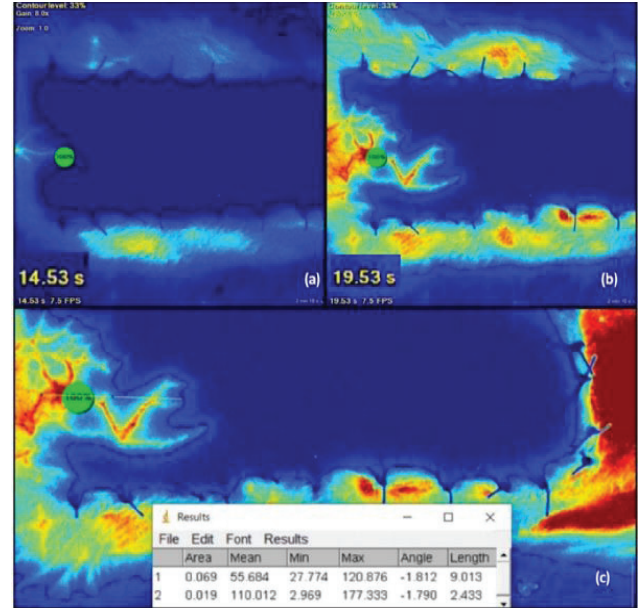 Contour level: 33%
Gain: 8.0x
Zoom: 1.0
100%
14.53 s
14.53 s 7.5 FPS
(a)
Contour level: 33%
19.53 s
19.53 s 7.5 FPS
(b)
Results
File Edit Font Results
Area Mean Min Max Angle Length
1 0.069 55.684 27.774 120.876 -1.812 9.013
2 0.019 110.012 2.969 177.333 -1.790 2.433
(c)